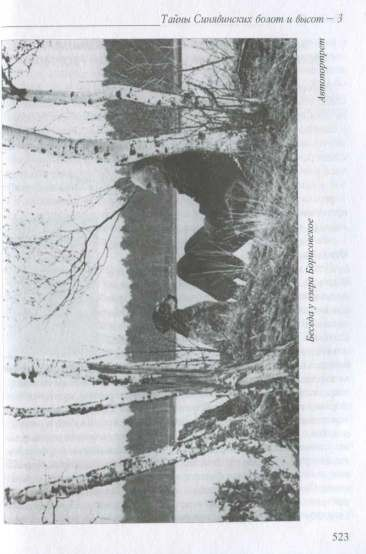 Тайны Синявинских болот и высот – 3
Автопортрет
Беседа у озера Борисовское
523